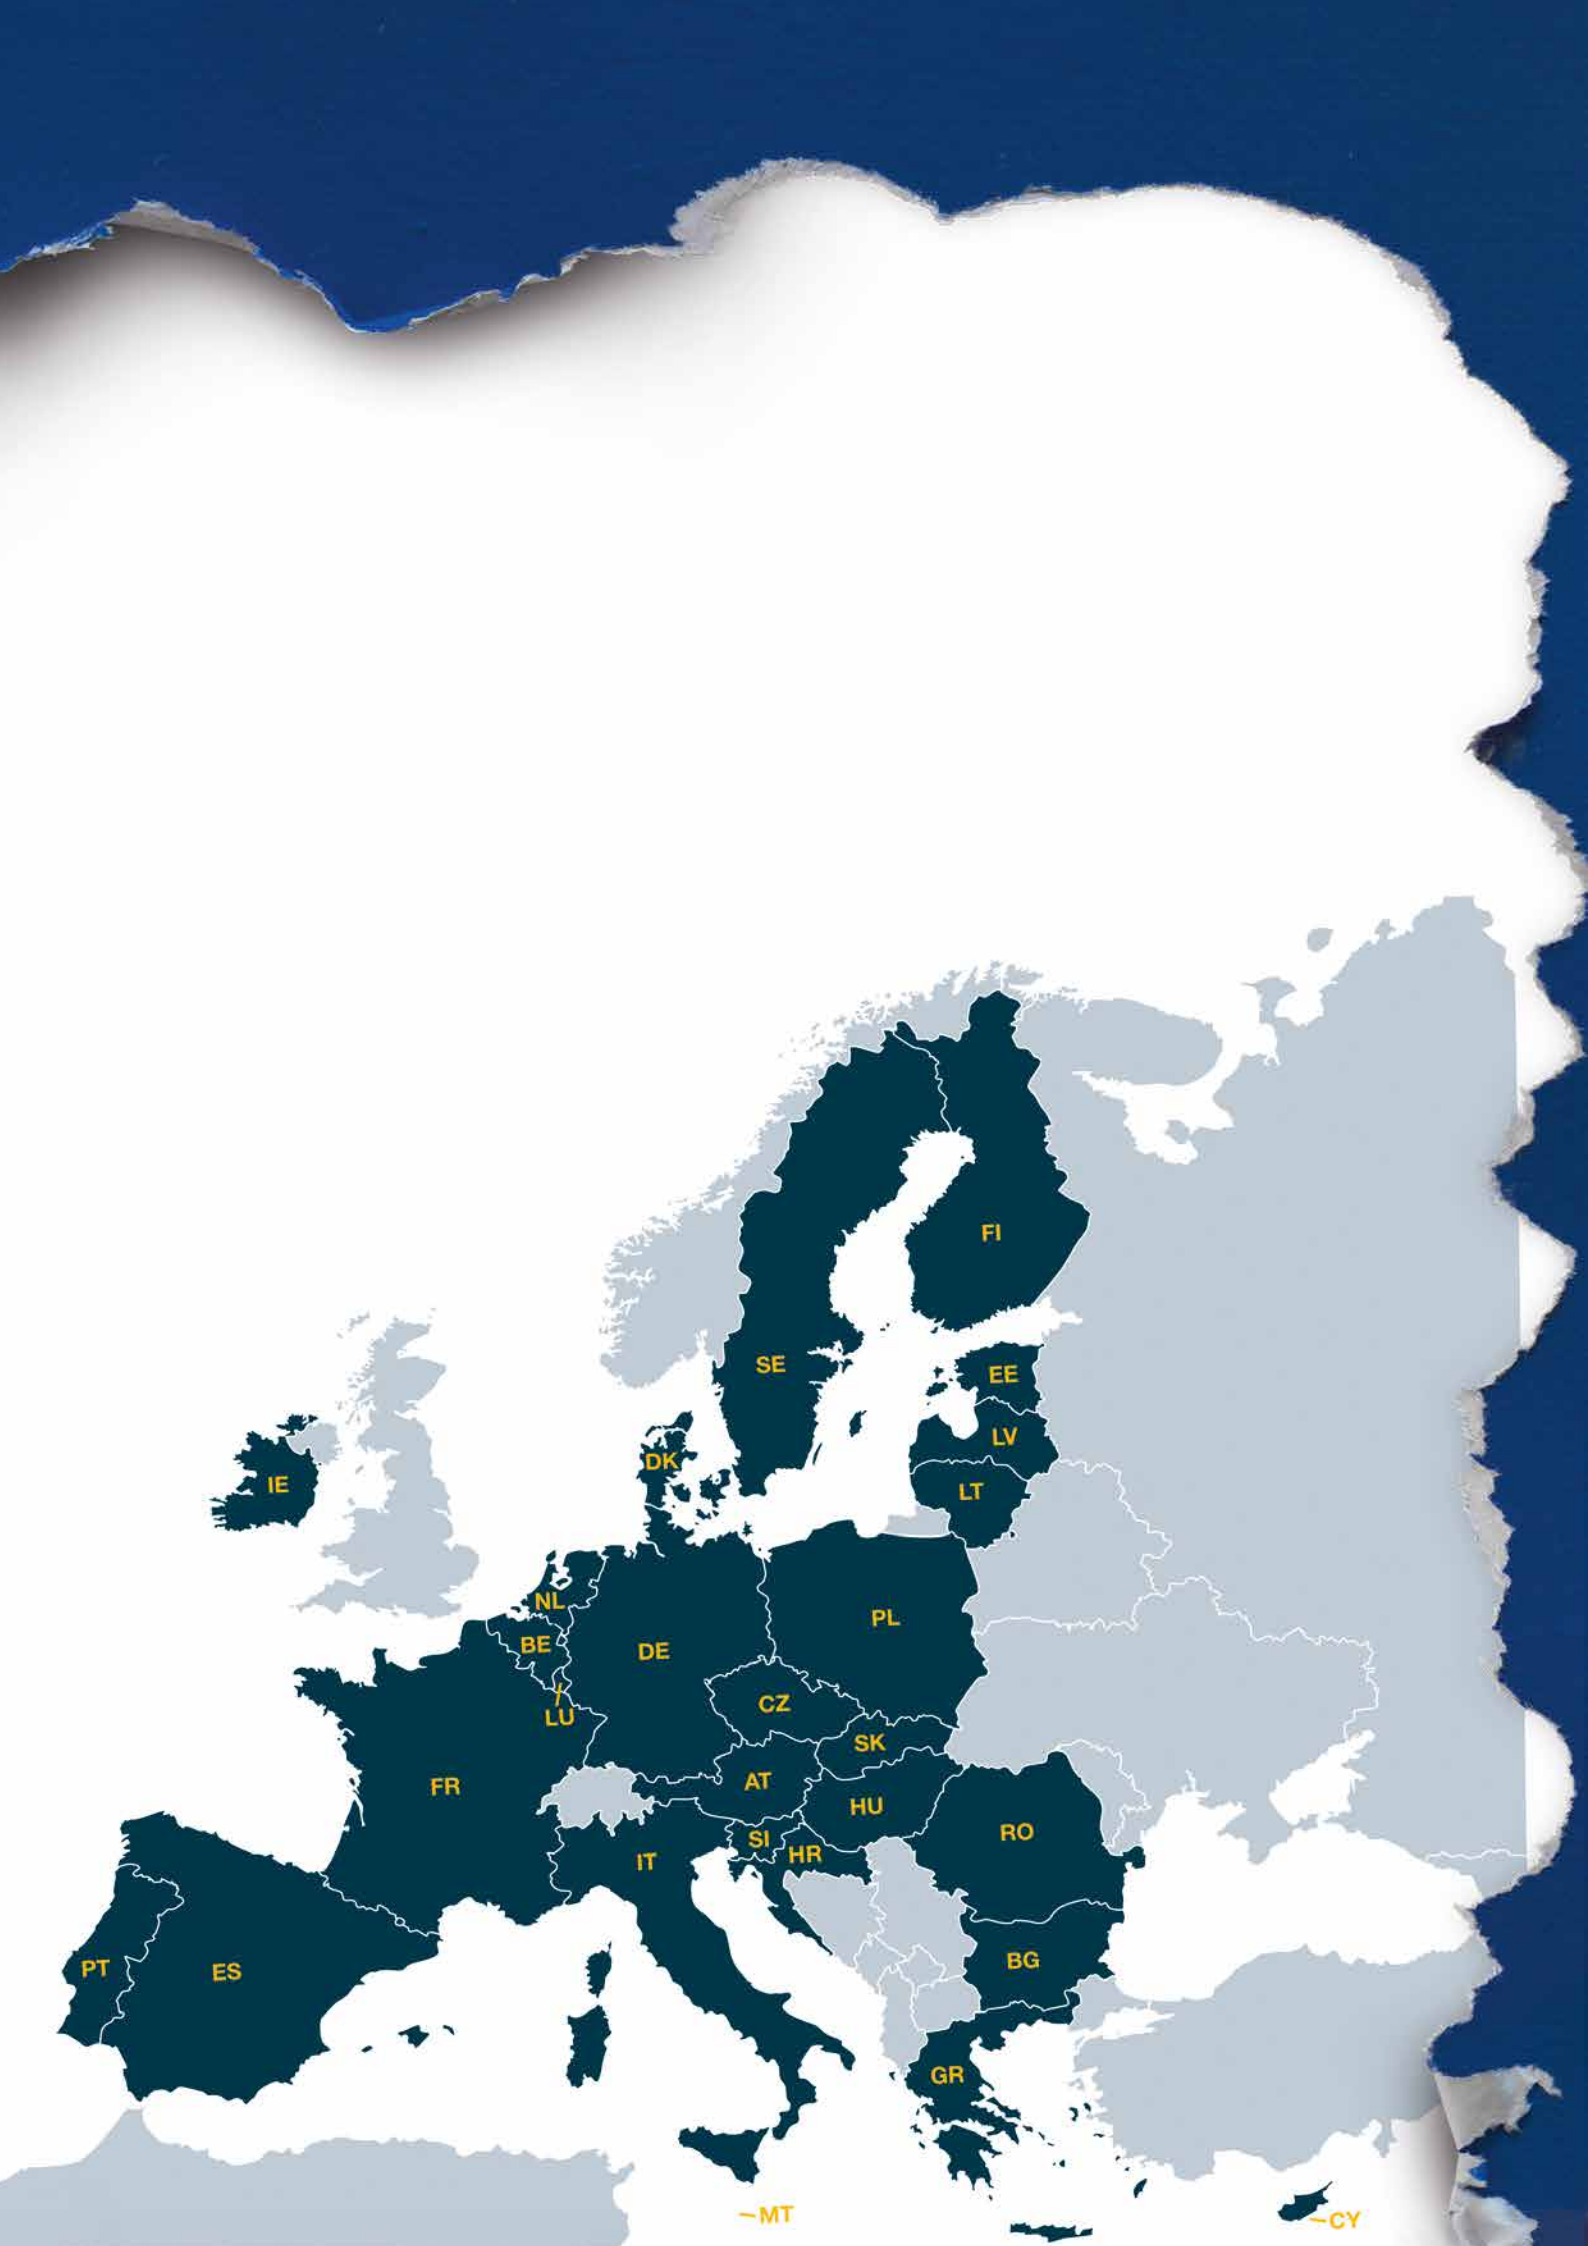 FI
SE
EE
LV
DK
IE
LT
NL
PL
BE
DE
CZ
LU
SK
AT
FR
HU
RO
SI
HR
IT
BG
PT
ES
GR
MT
CY